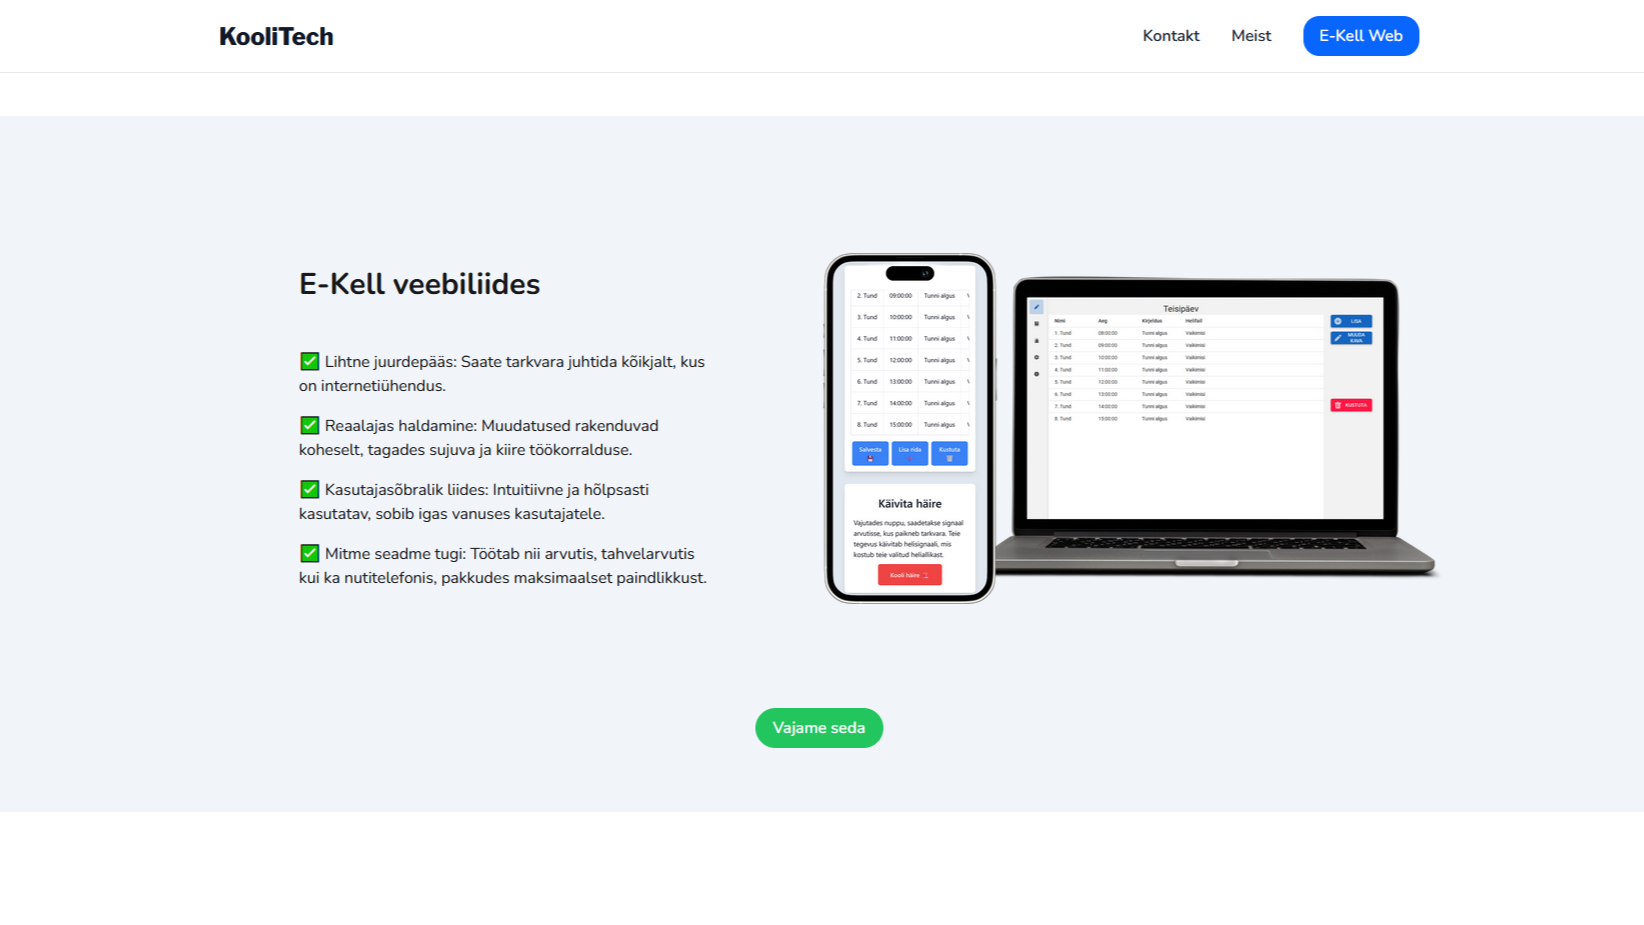 KooliTech
Kontakt
Meist
E-Kell Web
E-Kell veebiliides
✅ Lihtne juurdepääs: Saate tarkvara juhtida kõikjalt, kus
on internetiühendus.
✅ Reaalajas haldamine: Muudatused rakenduvad
koheselt, tagades sujuva ja kiire töökorralduse.
✅ Kasutajasõbralik liides: Intuitiivne ja hõlpsasti
kasutatav, sobib igas vanuses kasutajatele.
✅ Mitme seadme tugi: Töötab nii arvutis, tahvelarvutis
kui ka nutitelefonis, pakkudes maksimaalset paindlikkust.
2. Tund 09:00:00 Tunni algus
3. Tund 10:00:00 Tunni algus
4. Tund 11:00:00 Tunni algus
5. Tund 12:00:00 Tunni algus
6. Tund 13:00:00 Tunni algus
7. Tund 14:00:00 Tunni algus
8. Tund 15:00:00 Tunni algus
Salvesta
Lisa rida
Kustuta
Käivita häire
Vajutades nuppu, saadetakse signaal
arvutisse, kus paikneb tarkvara. Teie
tegevus käivitab helisignaali, mis
kostub teie valitud heliallikast.
Kooli häire
Teisipäev
Nimi Aeg Kirjeldus Helifail
1. Tund 08:00:00 Tunni algus Vaikimisi
2. Tund 09:00:00 Tunni algus Vaikimisi
3. Tund 10:00:00 Tunni algus Vaikimisi
4. Tund 11:00:00 Tunni algus Vaikimisi
5. Tund 12:00:00 Tunni algus Vaikimisi
6. Tund 13:00:00 Tunni algus Vaikimisi
7. Tund 14:00:00 Tunni algus Vaikimisi
8. Tund 15:00:00 Tunni algus Vaikimisi
LISA
MUUDA
KAVA
KUSTUTA
Vajame seda